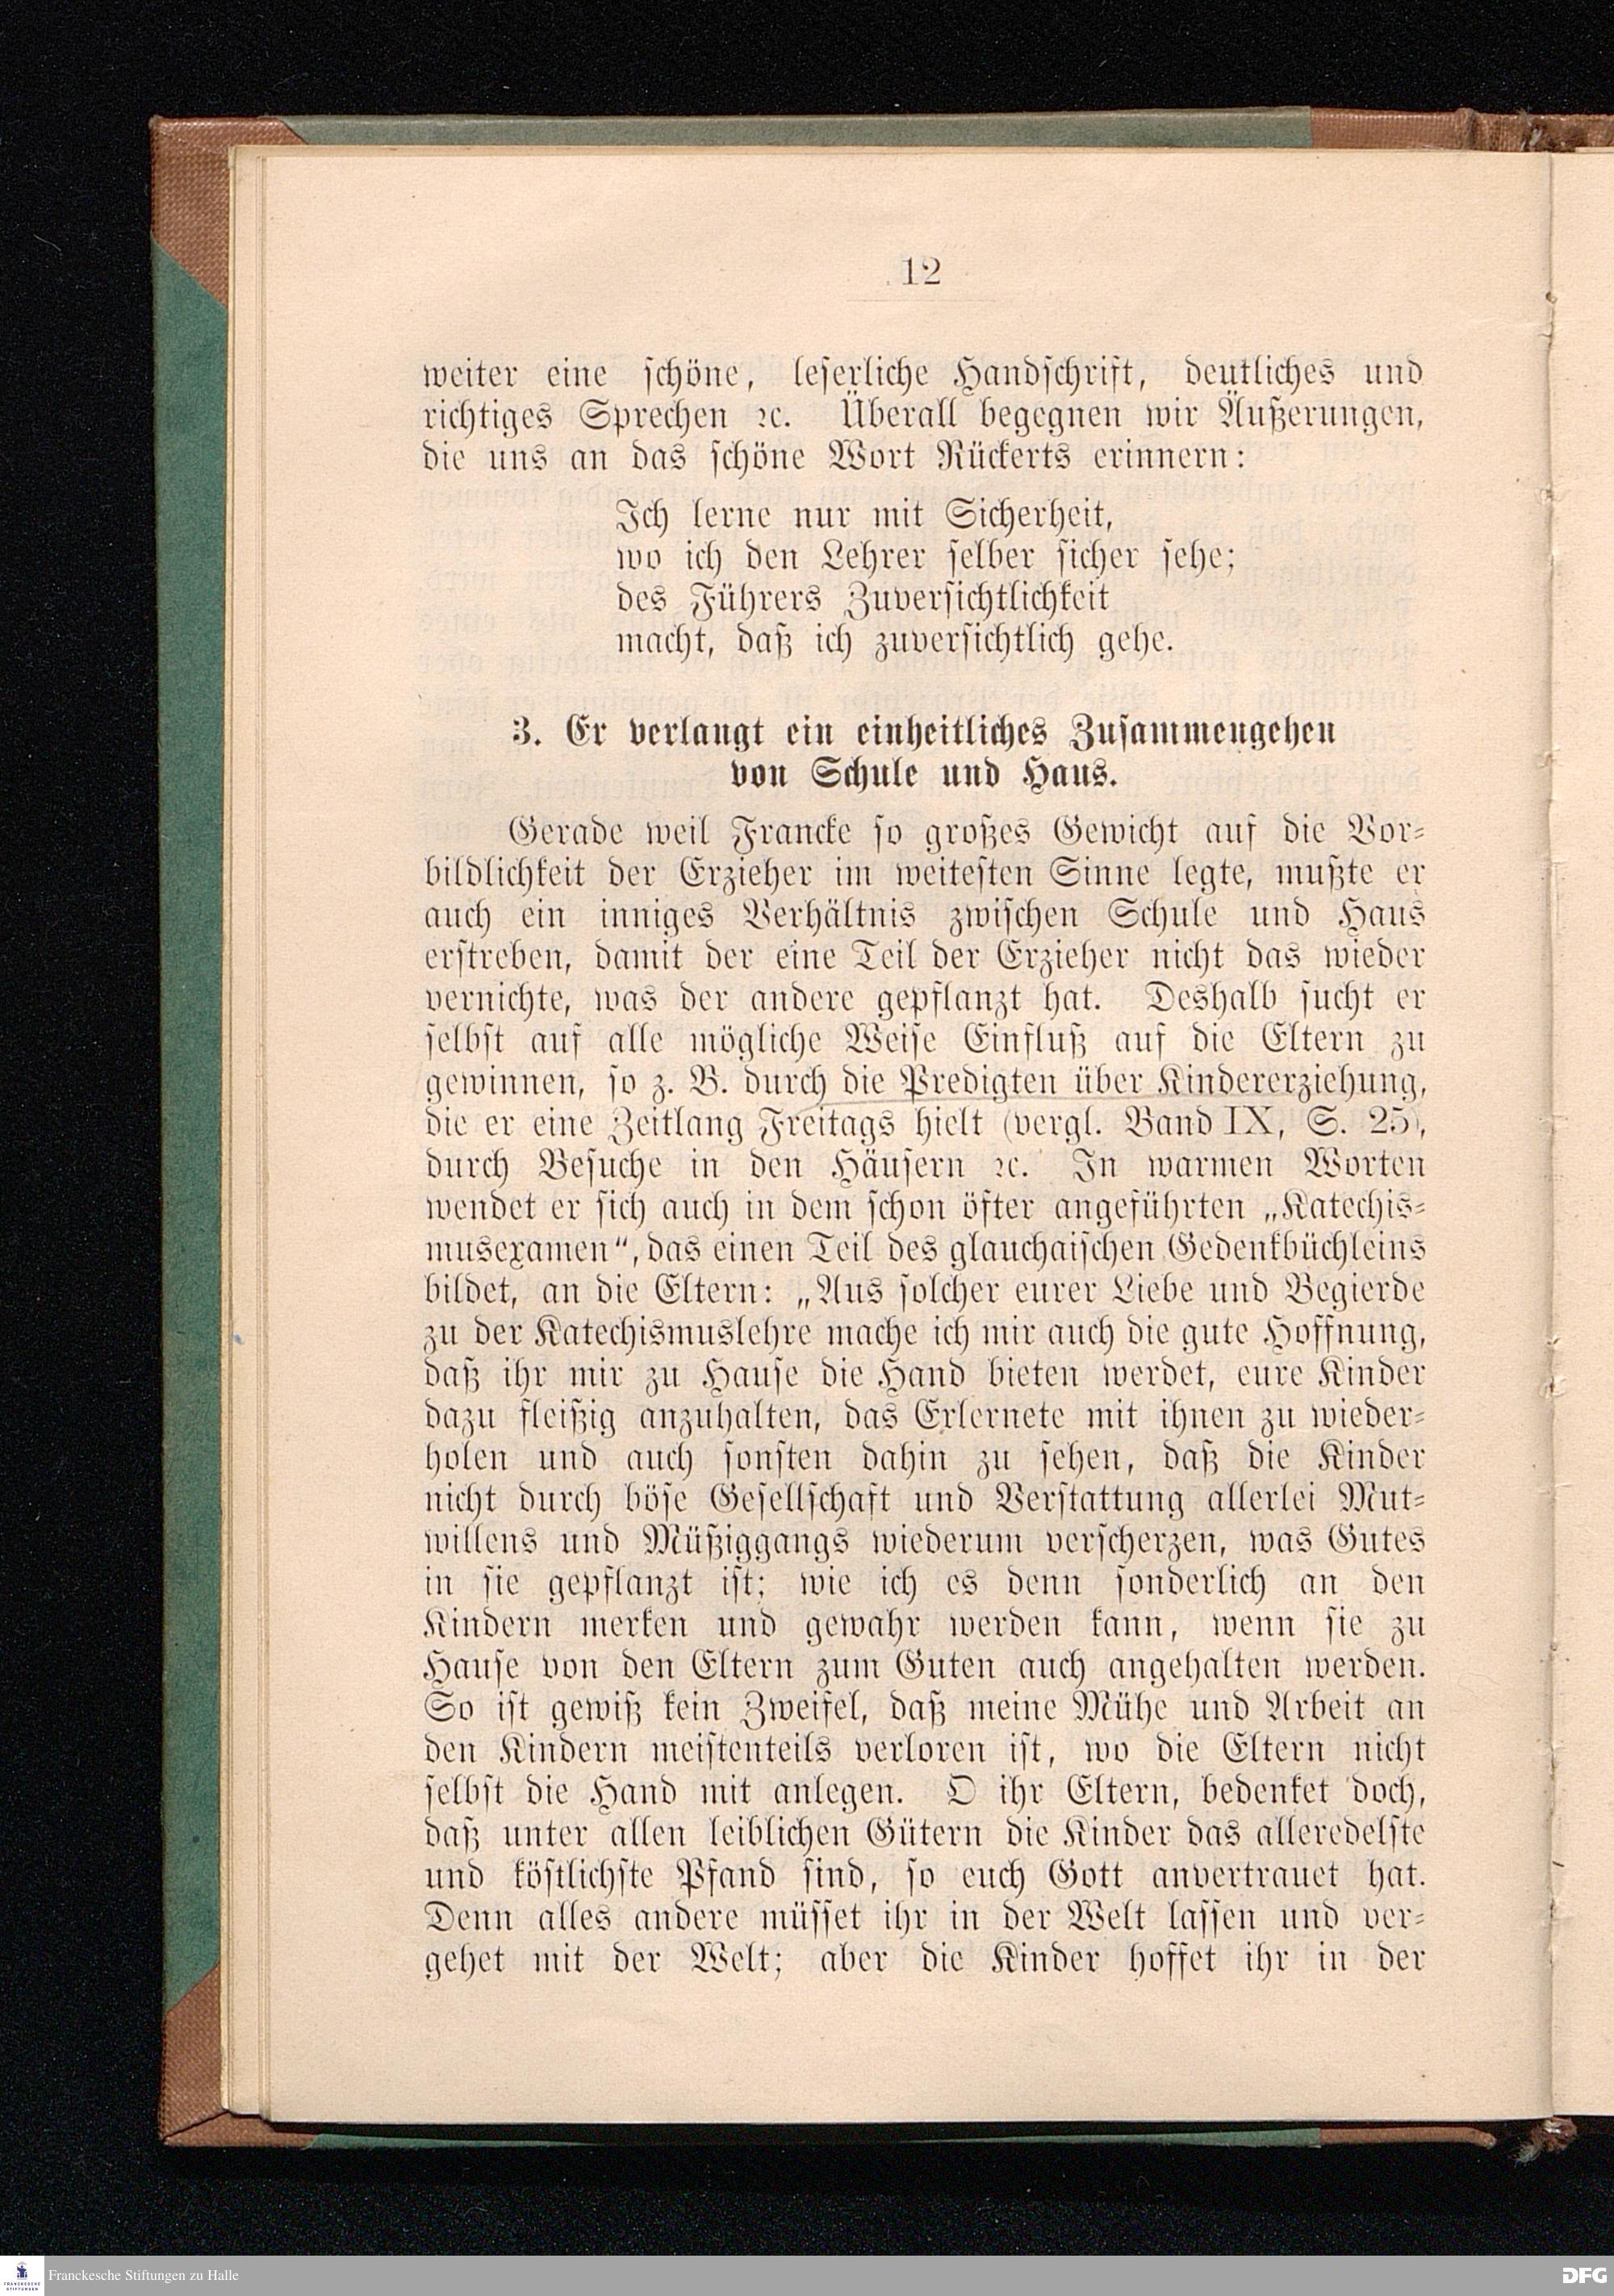 12
weiter eine schöne, leserliche Handschrift, deutliches und
richtiges Sprechen ꝛc. Überall begegnen wir Äußerungen,
die uns an das schöne Wort Rückerts erinnern:
Ich lerne nur mit Sicherheit,
wo ich den Lehrer selber sicher sehe;
des Führers Zuversichtlichkeit
macht, daß ich zuversichtlich gehe.
3. Er verlangt ein einheitliches Zusammengehen
von Schule und Haus.
Gerade weil Francke so großes Gewicht auf die Vor-
bildlichkeit der Erzieher im weitesten Sinne legte, mußte er
auch ein inniges Verhältnis zwischen Schule und Haus
erstreben, damit der eine Teil der Erzieher nicht das wieder
vernichte, was der andere gepflanzt hat. Deshalb sucht er
selbst auf alle mögliche Weise Einfluß auf die Eltern zu
gewinnen, so z. B. durch die Predigten über Kindererziehung,
die er eine Zeitlang Freitags hielt (vergl. Band IX, S. 25),
durch Besuche in den Häusern ꝛc. In warmen Worten
wendet er sich auch in dem schon öfter angeführten „Katechis-
musexamen“, das einen Teil des glauchaischen Gedenkbüchleins
bildet, an die Eltern: „Aus solcher eurer Liebe und Begierde
zu der Katechismuslehre mache ich mir auch die gute Hoffnung,
daß ihr mir zu Hause die Hand bieten werdet, eure Kinder
dazu fleißig anzuhalten, das Erlernete mit ihnen zu wieder-
holen und auch sonsten dahin zu sehen, daß die Kinder
nicht durch böse Gesellschaft und Verstattung allerlei Mut-
willens und Müßiggangs wiederum verscherzen, was Gutes
in sie gepflanzt ist; wie ich es denn sonderlich an den
Kindern merken und gewahr werden kann, wenn sie zu
Hause von den Eltern zum Guten auch angehalten werden.
So ist gewiß kein Zweifel, daß meine Mühe und Arbeit an
den Kindern meistenteils verloren ist, wo die Eltern nicht
selbst die Hand mit anlegen. O ihr Eltern, bedenket doch,
daß unter allen leiblichen Gütern die Kinder das alleredelste
und köstlichste Pfand sind, so euch Gott anvertrauet hat.
Denn alles andere müsset ihr in der Welt lassen und ver-
gehet mit der Welt; aber die Kinder hoffet ihr in der
FRANCKESCHE
STIFTUNGEN
Franckesche Stiftungen zu Halle
DFG